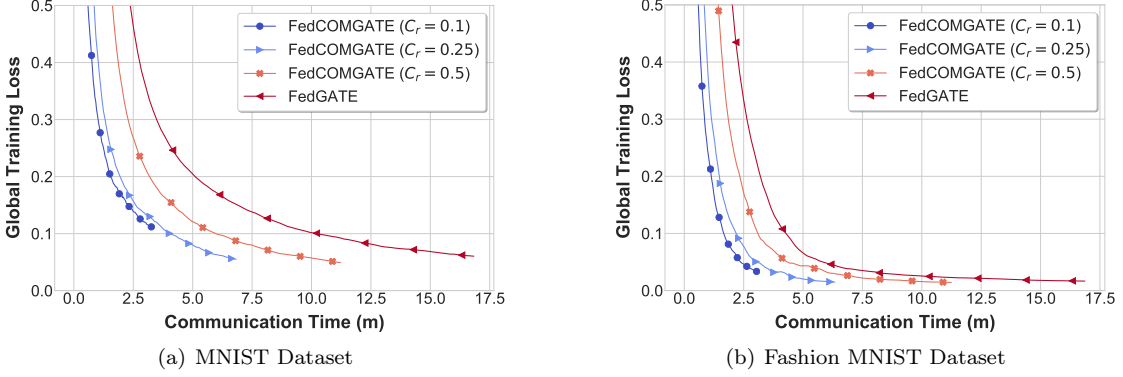 Global Training Loss
0.5
0.4
0.3
0.2
0.1
0.0
FedCOMGATE (C_r = 0.1)
FedCOMGATE (C_r = 0.25)
FedCOMGATE (C_r = 0.5)
FedGATE
0.0 2.5 5.0 7.5 10.0 12.5 15.0 17.5
Communication Time (m)
(a) MNIST Dataset
Global Training Loss
0.5
0.4
0.3
0.2
0.1
0.0
FedCOMGATE (C_r = 0.1)
FedCOMGATE (C_r = 0.25)
FedCOMGATE (C_r = 0.5)
FedGATE
0.0 2.5 5.0 7.5 10.0 12.5 15.0 17.5
Communication Time (m)
(b) Fashion MNIST Dataset